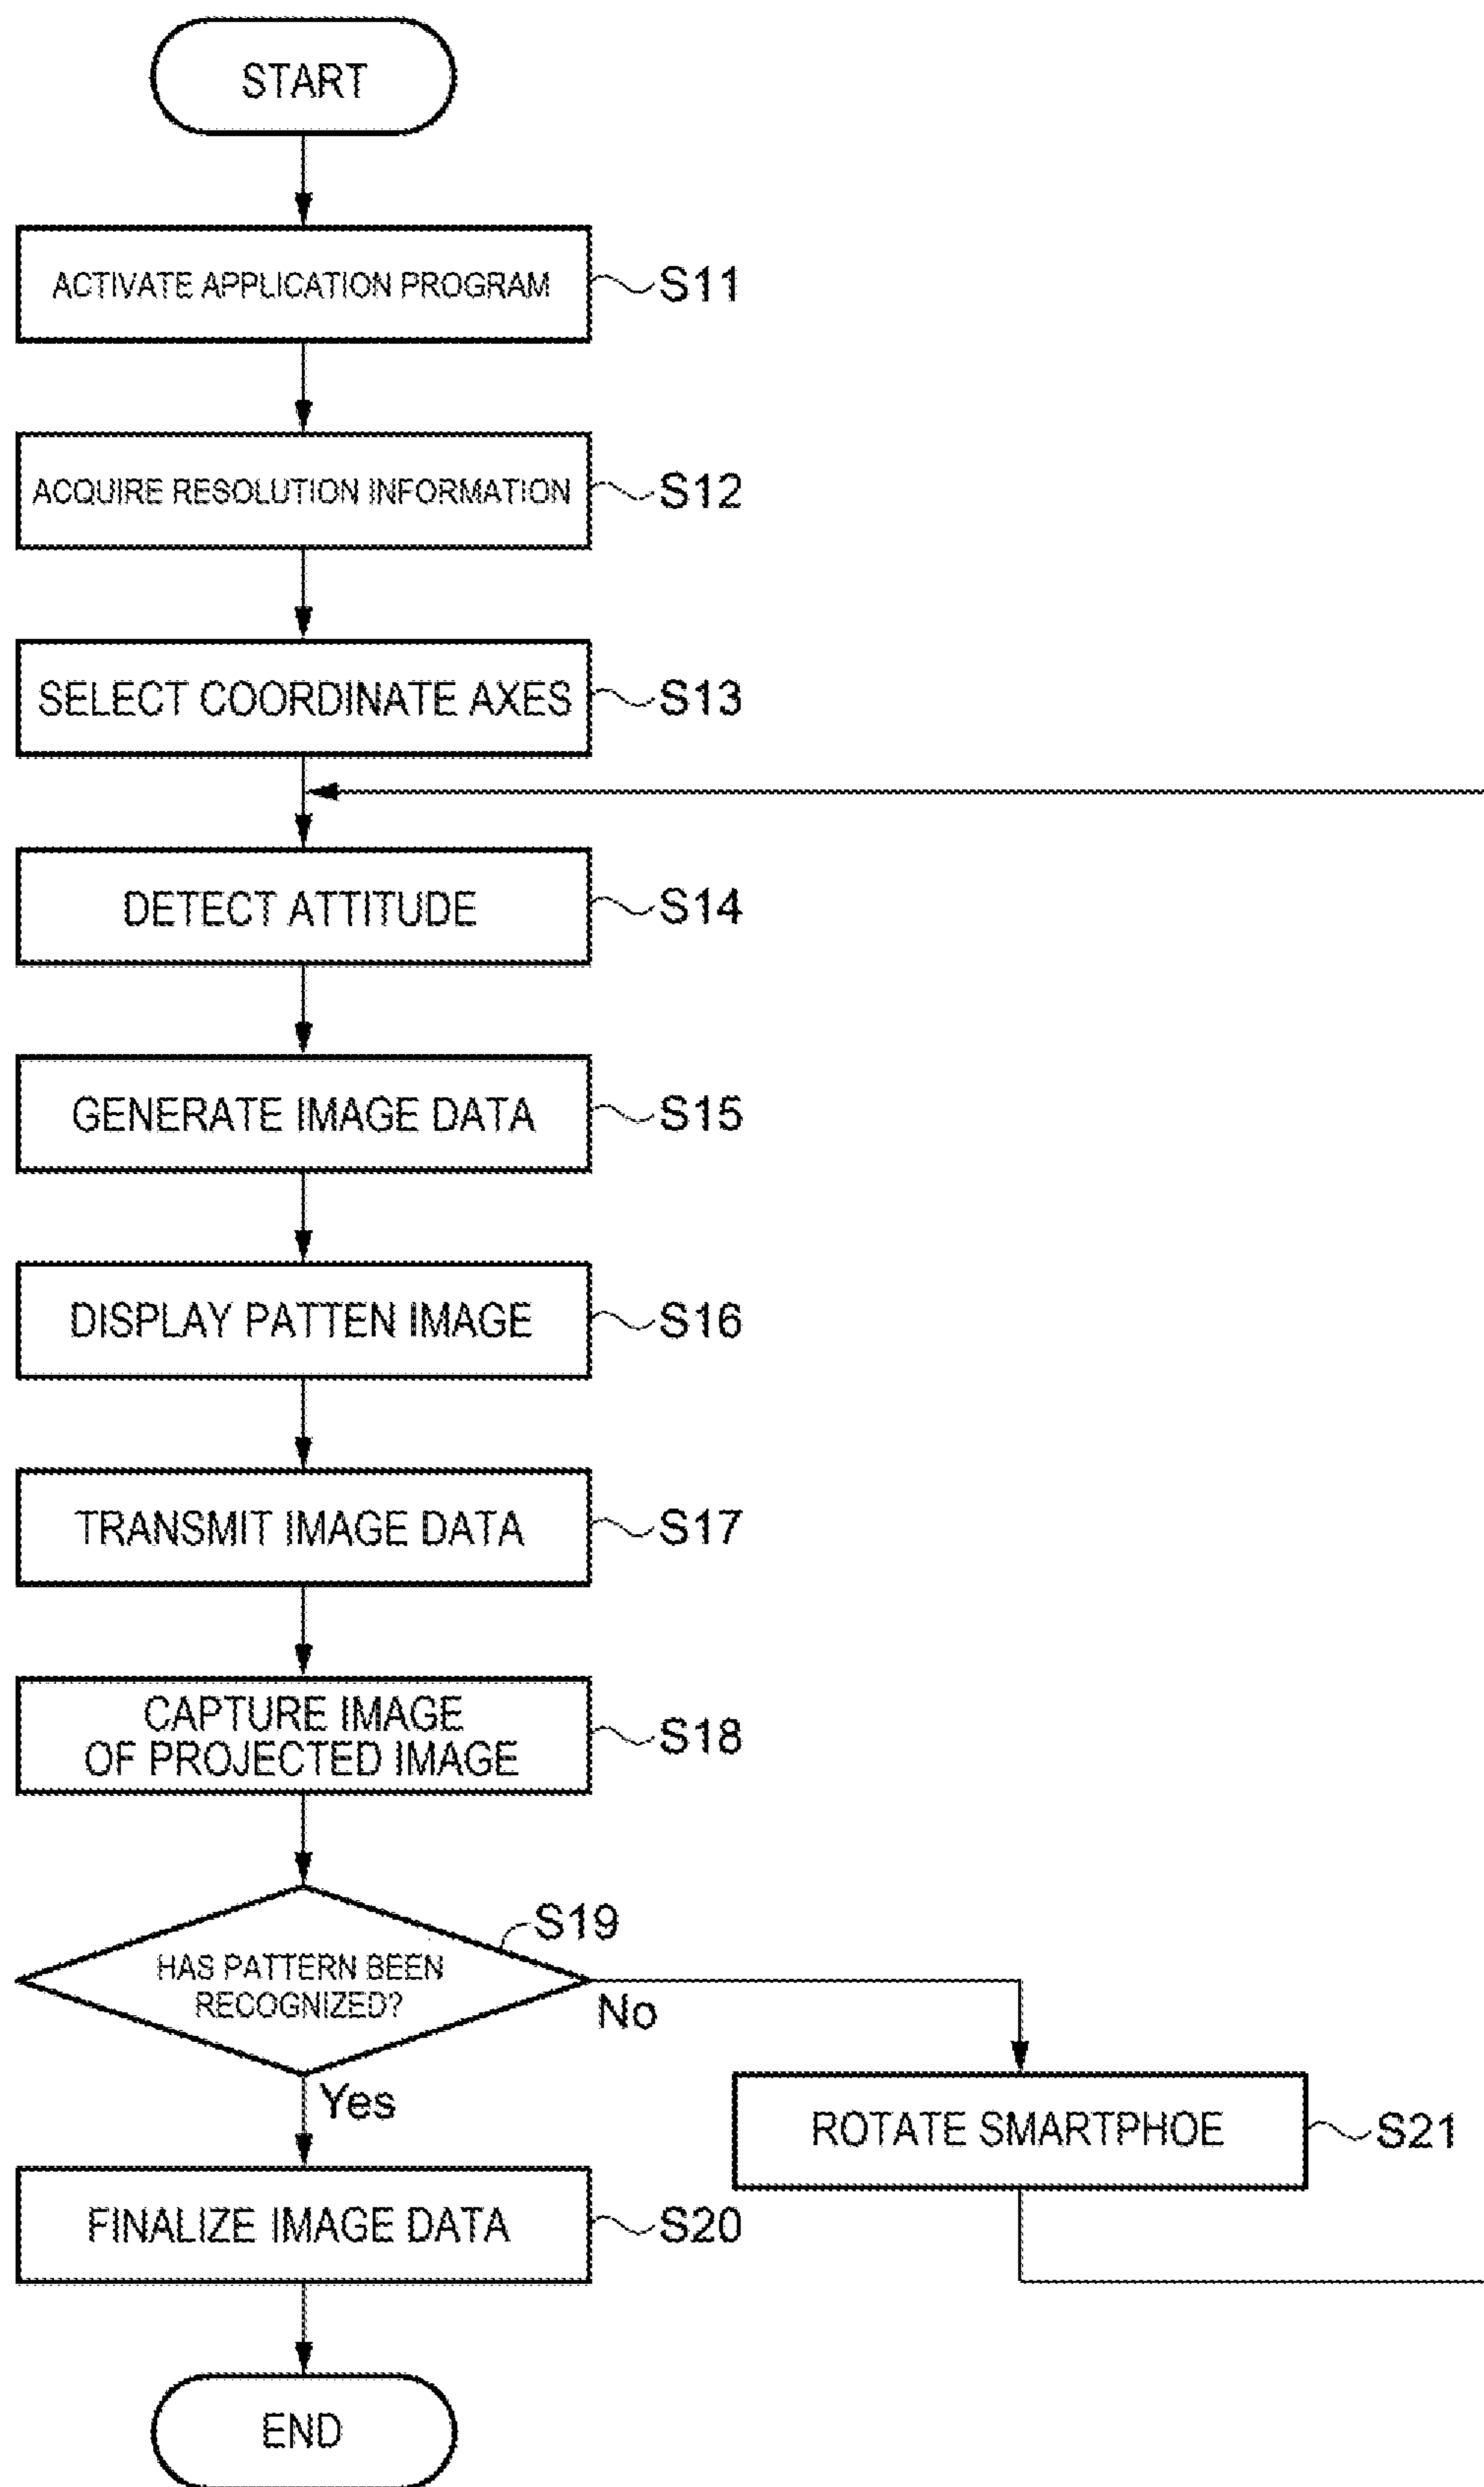 START
ACTIVATE APPLICATION PROGRAM
S11
ACQUIRE RESOLUTION INFORMATION
S12
SELECT COORDINATE AXES
S13
DETECT ATTITUDE
S14
GENERATE IMAGE DATA
S15
DISPLAY PATTEN IMAGE
S16
TRANSMIT IMAGE DATA
S17
CAPTURE IMAGE
OF PROJECTED IMAGE
S18
S19
HAS PATTERN BEEN
RECOGNIZED?
No
Yes
ROTATE SMARTPHOE
S21
FINALIZE IMAGE DATA
S20
END